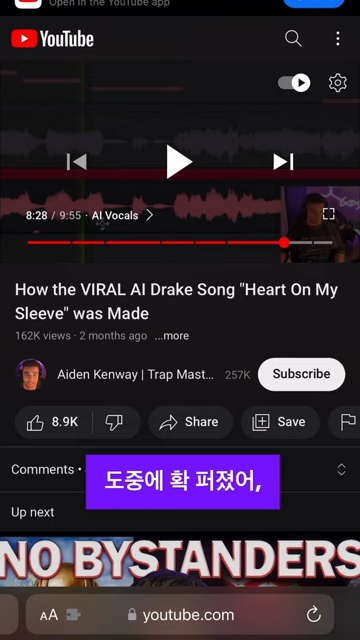 Open in the YouTube app
YouTube
8:28 / 9:55 · AI Vocals
How the VIRAL AI Drake Song "Heart On My
Sleeve" was Made
162K views · 2 months ago ...more
Aiden Kenway | Trap Mast... 257K Subscribe
8.9K Share Save
Comments •
도중에 확 퍼졌어,
Up next
NO BYSTANDERS
AA youtube.com